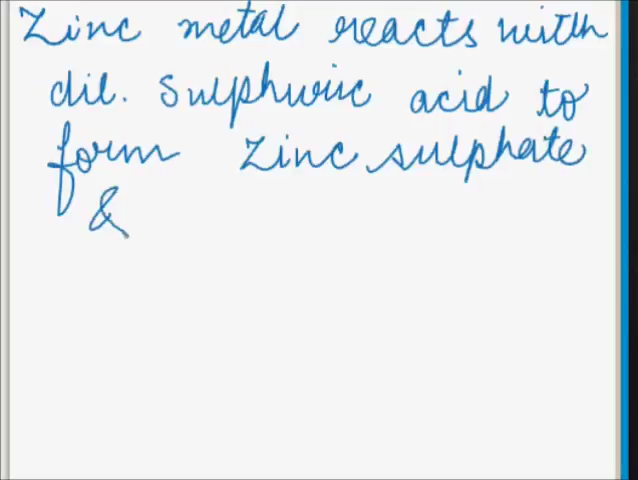 Zinc metal reacts with
dil. Sulphuric acid to
form Zinc sulphate
&